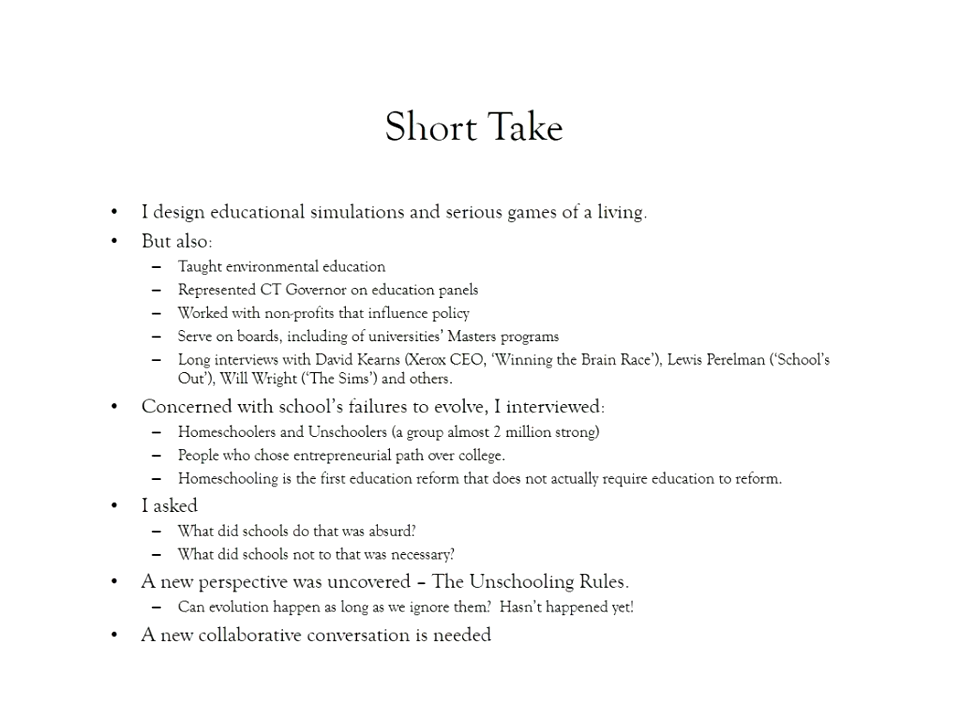 Short Take
• I design educational simulations and serious games of a living.
• But also:
– Taught environmental education
– Represented CT Governor on education panels
– Worked with non-profits that influence policy
– Serve on boards, including of universities' Masters programs
– Long interviews with David Kearns (Xerox CEO, 'Winning the Brain Race'), Lewis Perelman ('School's
Out'), Will Wright ('The Sims') and others.
• Concerned with school's failures to evolve, I interviewed:
– Homeschoolers and Unschoolers (a group almost 2 million strong)
– People who chose entrepreneurial path over college.
– Homeschooling is the first education reform that does not actually require education to reform.
• I asked
– What did schools do that was absurd?
– What did schools not to that was necessary?
• A new perspective was uncovered – The Unschooling Rules.
– Can evolution happen as long as we ignore them?  Hasn't happened yet!
• A new collaborative conversation is needed